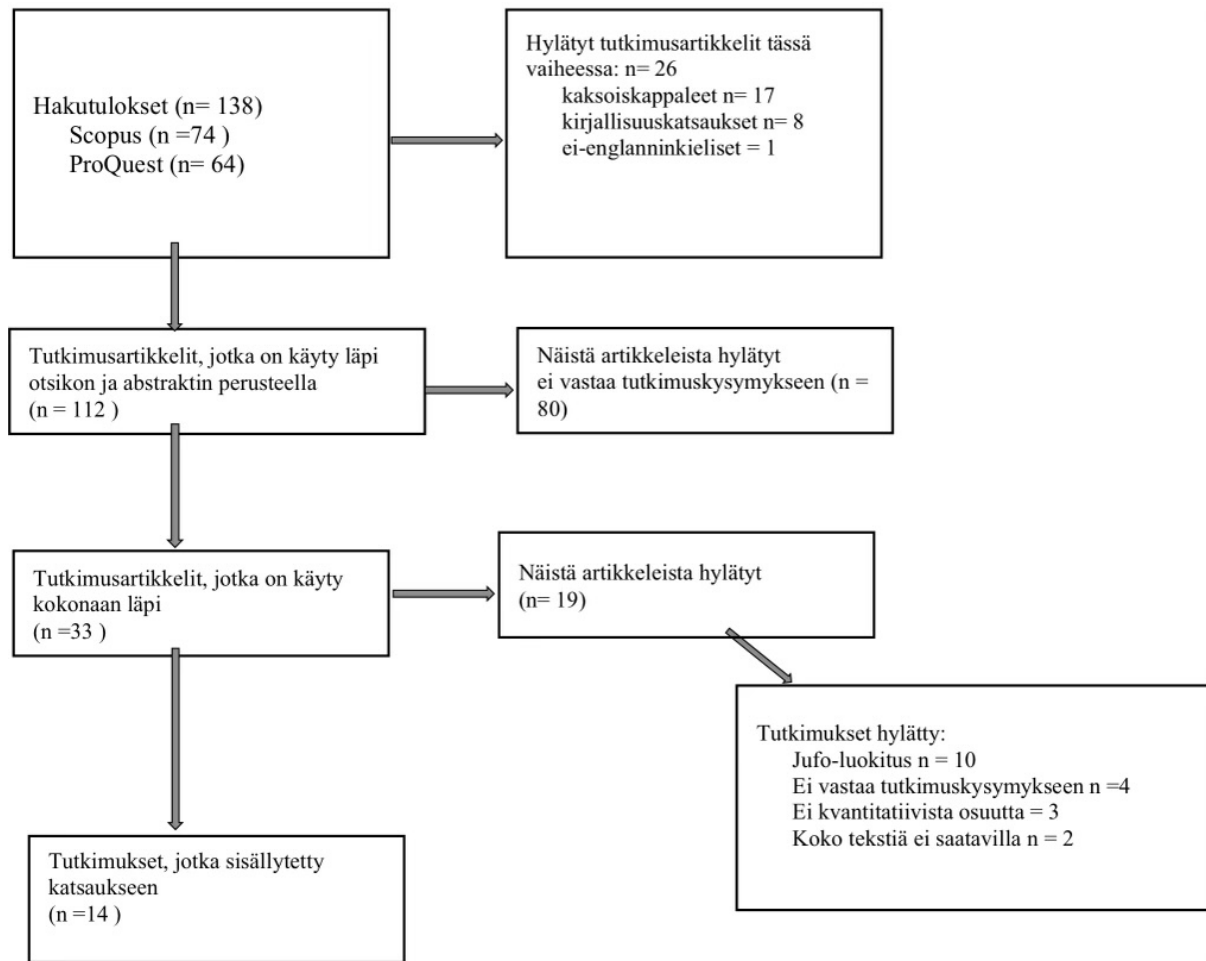 Hakutulokset (n= 138)
Scopus (n =74 )
ProQuest (n= 64)
Hylätyt tutkimusartikkelit tässä
vaiheessa: n= 26
kaksoiskappaleet n= 17
kirjallisuuskatsaukset n= 8
ei-englanninkieliset = 1
Tutkimusartikkelit, jotka on käyty läpi
otsikon ja abstraktin perusteella
(n = 112 )
Näistä artikkeleista hylätyt
ei vastaa tutkimuskysymykseen (n =
80)
Tutkimusartikkelit, jotka on käyty
kokonaan läpi
(n =33 )
Näistä artikkeleista hylätyt
(n= 19)
Tutkimukset hylätty:
Jufo-luokitus n = 10
Ei vastaa tutkimuskysymykseen n =4
Ei kvantitatiivista osuutta = 3
Koko tekstiä ei saatavilla n = 2
Tutkimukset, jotka sisällytetty
katsaukseen
(n =14 )